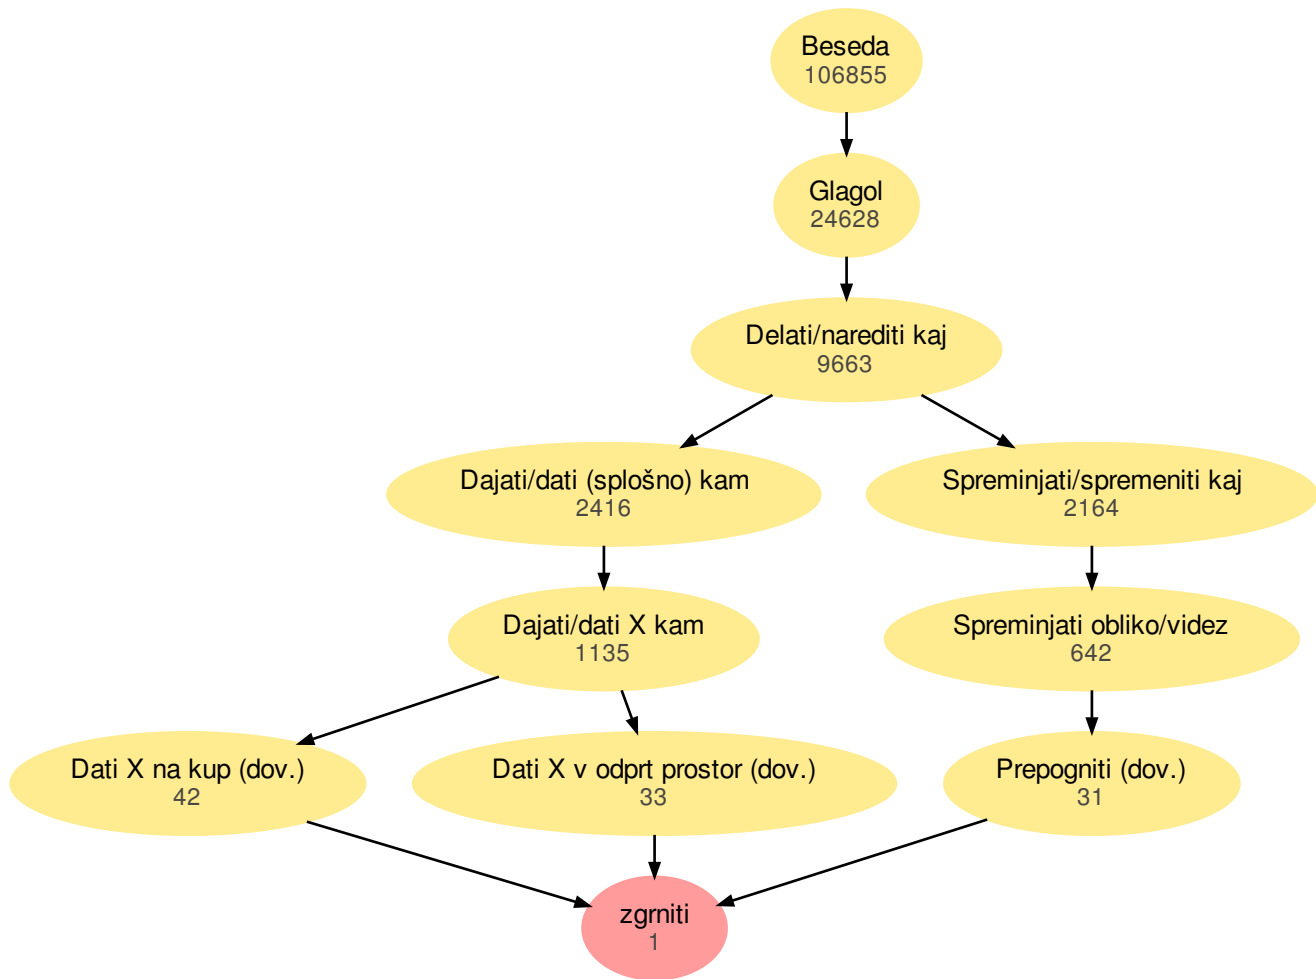 Beseda
106855
Glagol
24628
Delati/narediti kaj
9663
Dajati/dati (splošno) kam
2416
Spreminjati/spremeniti kaj
2164
Dajati/dati X kam
1135
Spreminjati obliko/videz
642
Dati X na kup (dov.)
42
Dati X v odprt prostor (dov.)
33
Prepogniti (dov.)
31
zgrniti
1